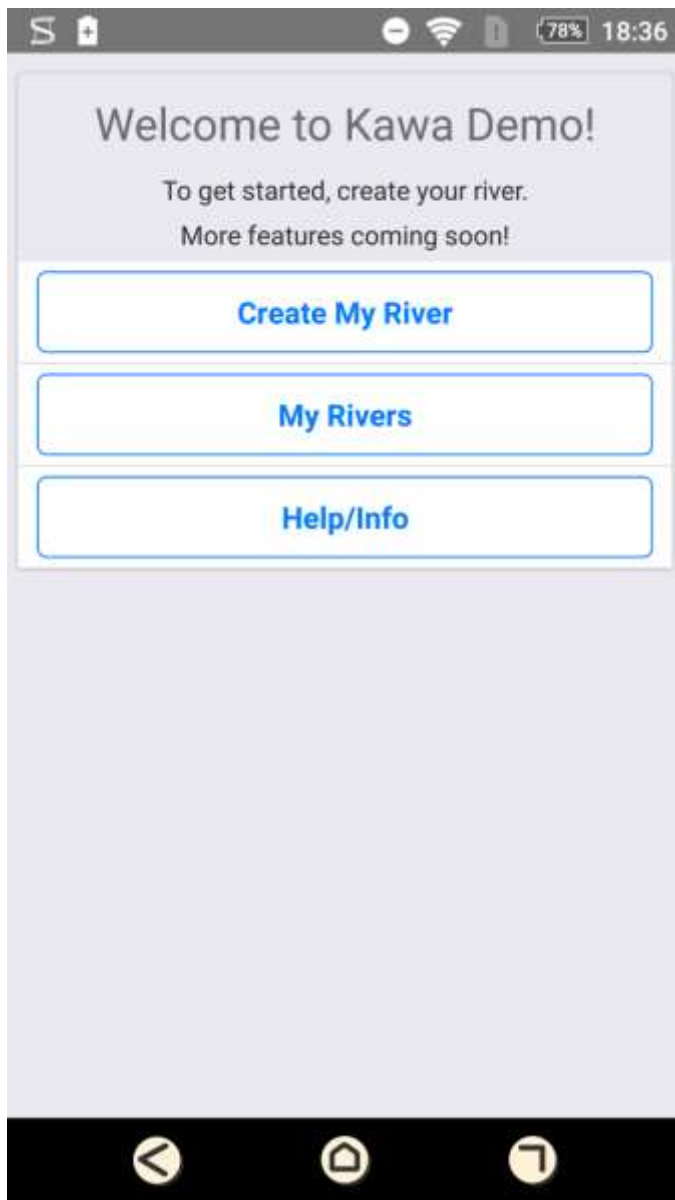 78% 18:36
Welcome to Kawa Demo!
To get started, create your river.
More features coming soon!
Create My River
My Rivers
Help/Info